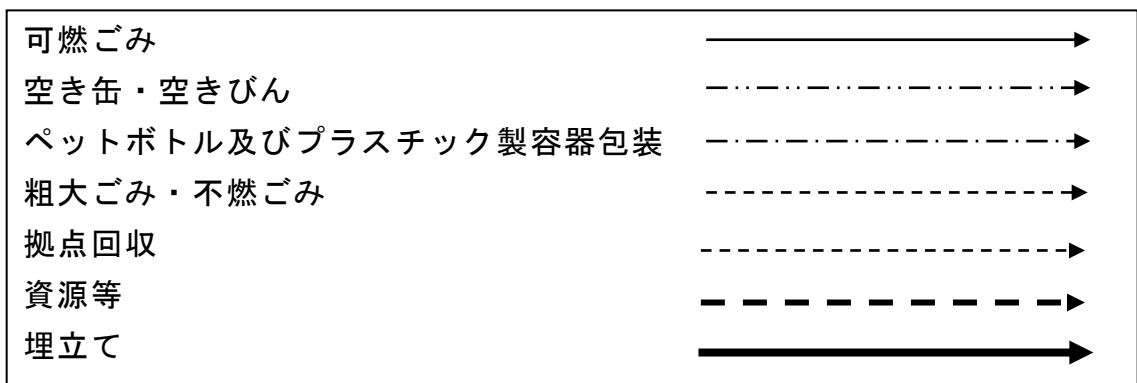 可燃ごみ
空き缶・空きびん
ペットボトル及びプラスチック製容器包装
粗大ごみ・不燃ごみ
拠点回収
資源等
埋立て